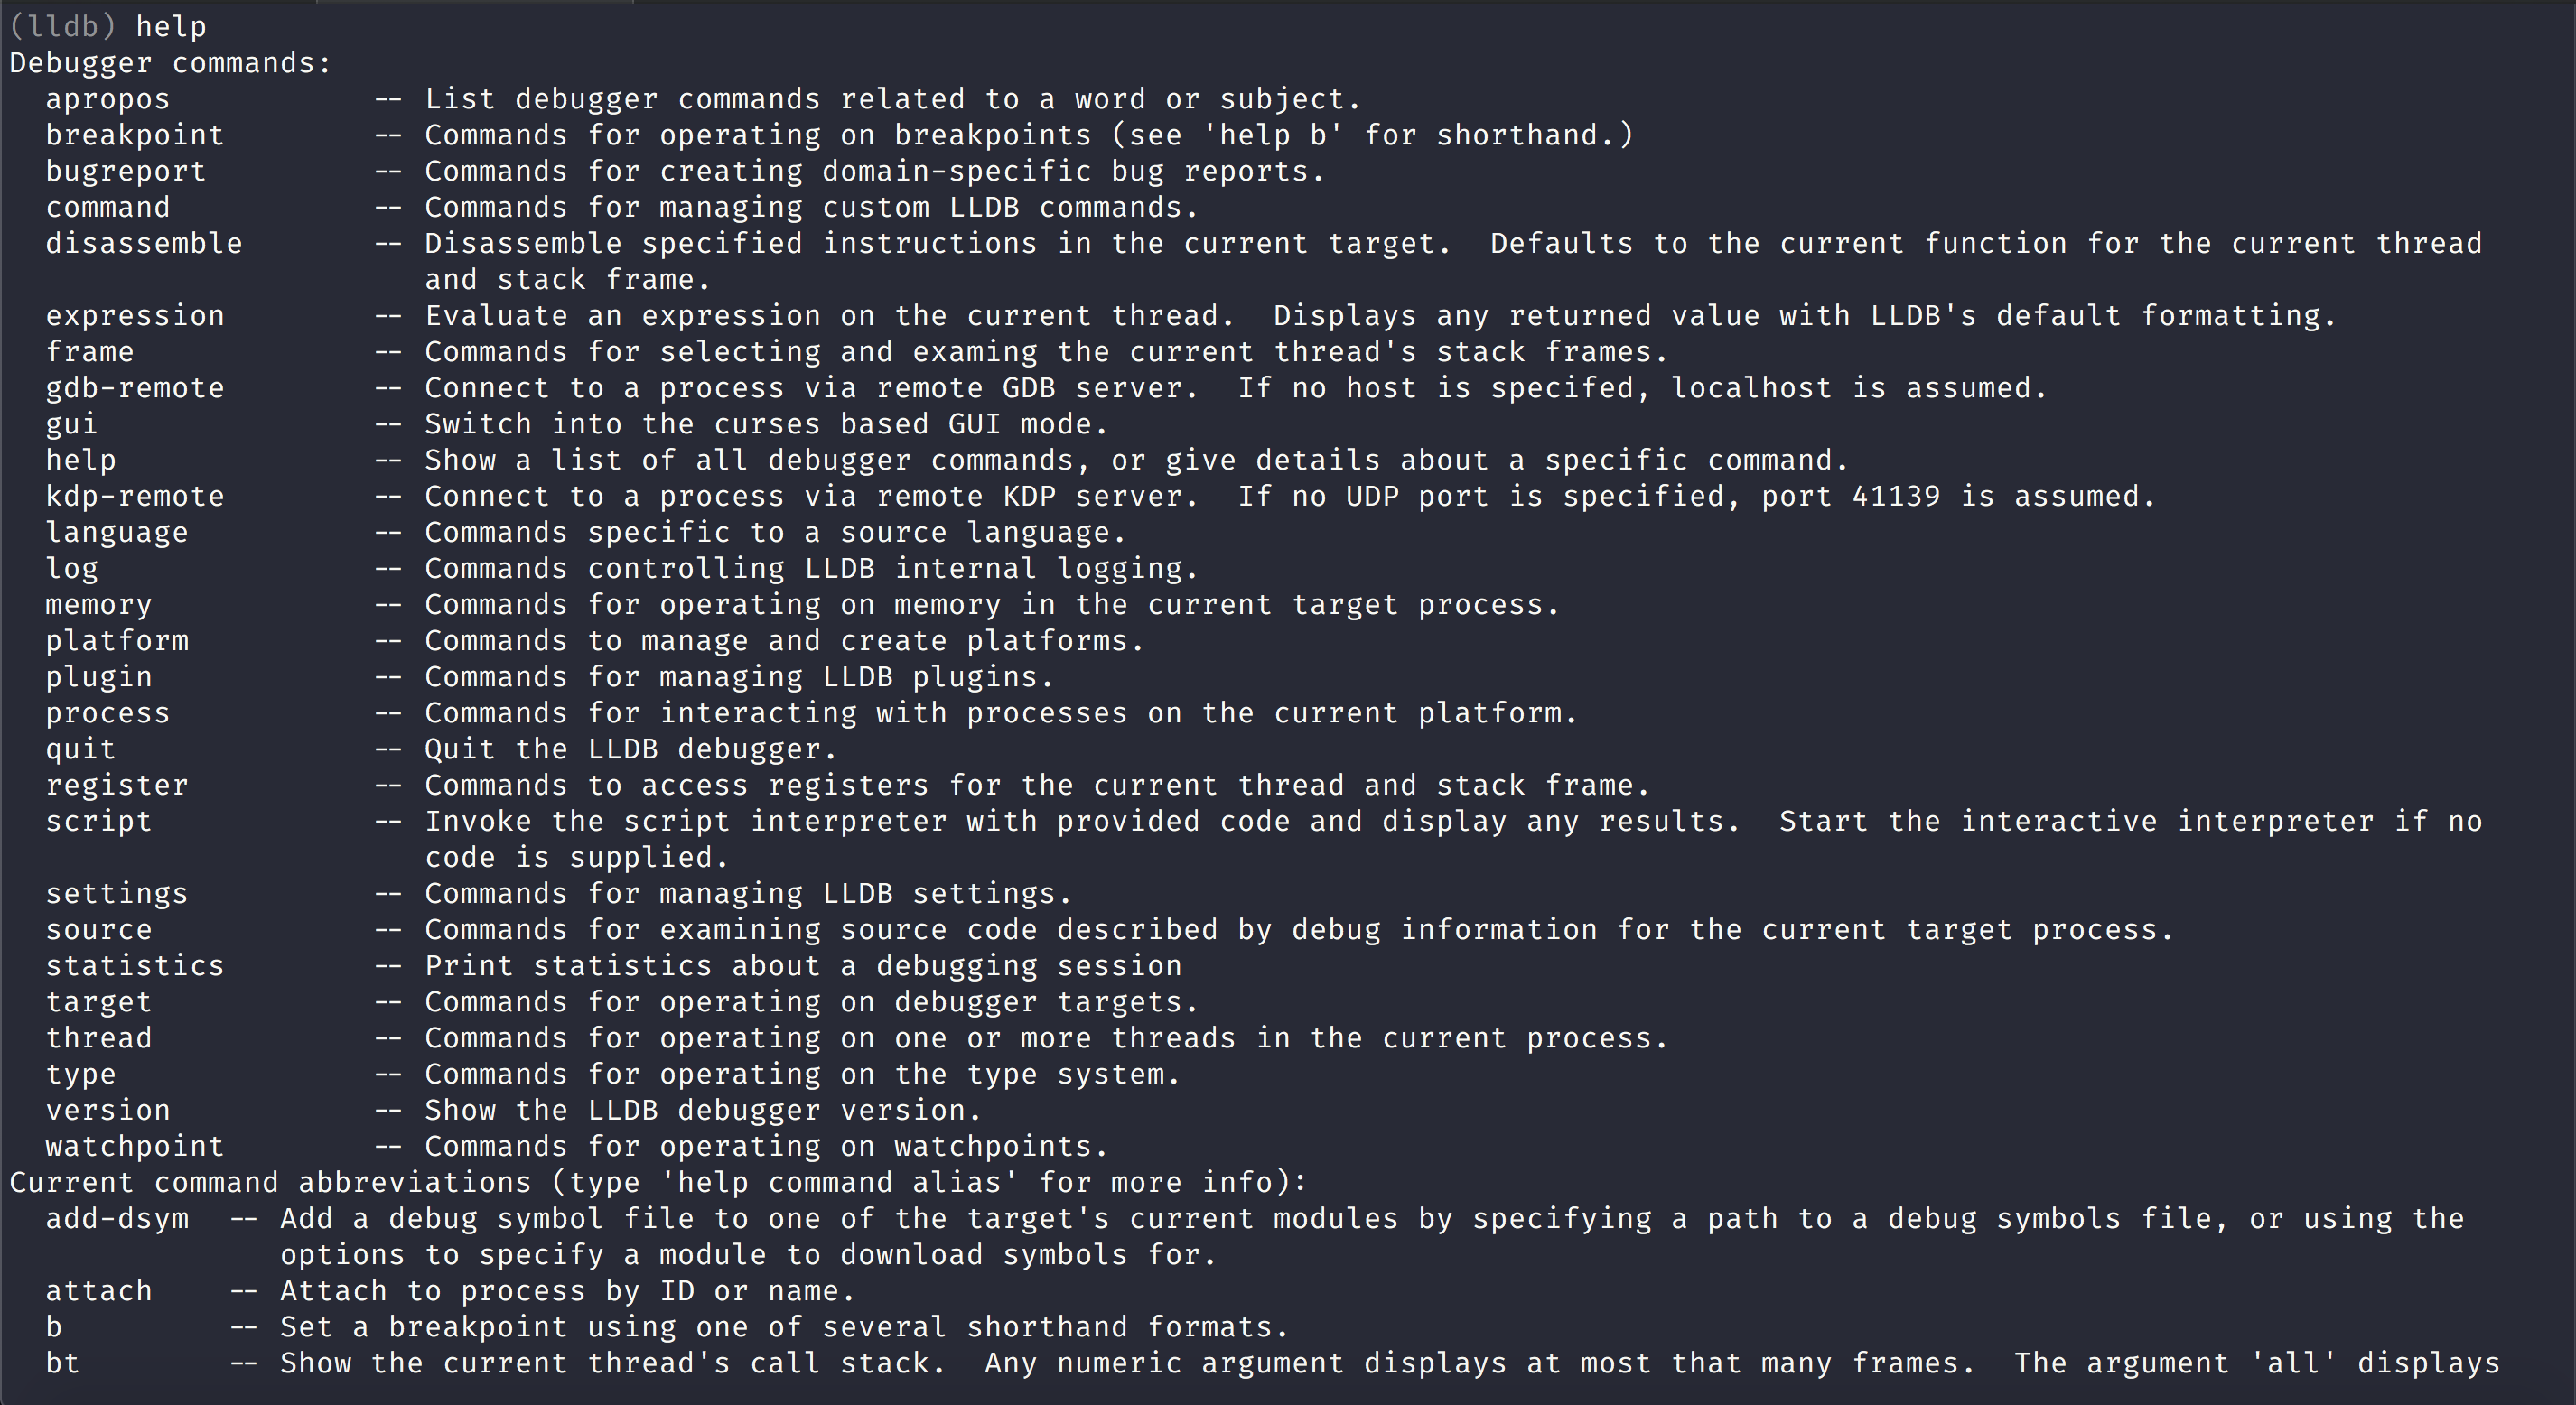 (lldb) help
Debugger commands:
  apropos           -- List debugger commands related to a word or subject.
  breakpoint        -- Commands for operating on breakpoints (see 'help b' for shorthand.)
  bugreport         -- Commands for creating domain-specific bug reports.
  command           -- Commands for managing custom LLDB commands.
  disassemble       -- Disassemble specified instructions in the current target.  Defaults to the current function for the current thread
                       and stack frame.
  expression        -- Evaluate an expression on the current thread.  Displays any returned value with LLDB's default formatting.
  frame             -- Commands for selecting and examing the current thread's stack frames.
  gdb-remote        -- Connect to a process via remote GDB server.  If no host is specifed, localhost is assumed.
  gui               -- Switch into the curses based GUI mode.
  help              -- Show a list of all debugger commands, or give details about a specific command.
  kdp-remote        -- Connect to a process via remote KDP server.  If no UDP port is specified, port 41139 is assumed.
  language          -- Commands specific to a source language.
  log               -- Commands controlling LLDB internal logging.
  memory            -- Commands for operating on memory in the current target process.
  platform          -- Commands to manage and create platforms.
  plugin            -- Commands for managing LLDB plugins.
  process           -- Commands for interacting with processes on the current platform.
  quit              -- Quit the LLDB debugger.
  register          -- Commands to access registers for the current thread and stack frame.
  script            -- Invoke the script interpreter with provided code and display any results.  Start the interactive interpreter if no
                       code is supplied.
  settings          -- Commands for managing LLDB settings.
  source            -- Commands for examining source code described by debug information for the current target process.
  statistics        -- Print statistics about a debugging session
  target            -- Commands for operating on debugger targets.
  thread            -- Commands for operating on one or more threads in the current process.
  type              -- Commands for operating on the type system.
  version           -- Show the LLDB debugger version.
  watchpoint        -- Commands for operating on watchpoints.
Current command abbreviations (type 'help command alias' for more info):
  add-dsym  -- Add a debug symbol file to one of the target's current modules by specifying a path to a debug symbols file, or using the
               options to specify a module to download symbols for.
  attach    -- Attach to process by ID or name.
  b         -- Set a breakpoint using one of several shorthand formats.
  bt        -- Show the current thread's call stack.  Any numeric argument displays at most that many frames.  The argument 'all' displays